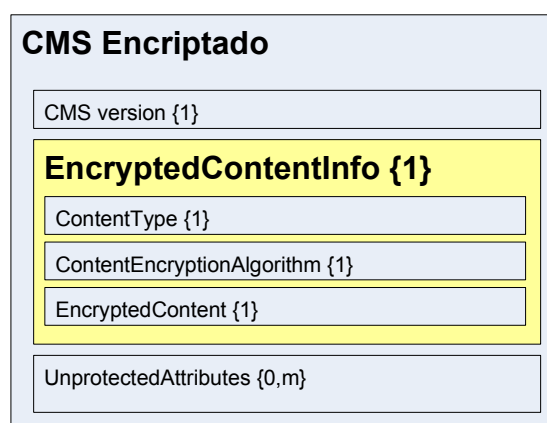 CMS Encriptado
CMS version {1}
EncryptedContentInfo {1}
ContentType {1}
ContentEncryptionAlgorithm {1}
EncryptedContent {1}
UnprotectedAttributes {0,m}